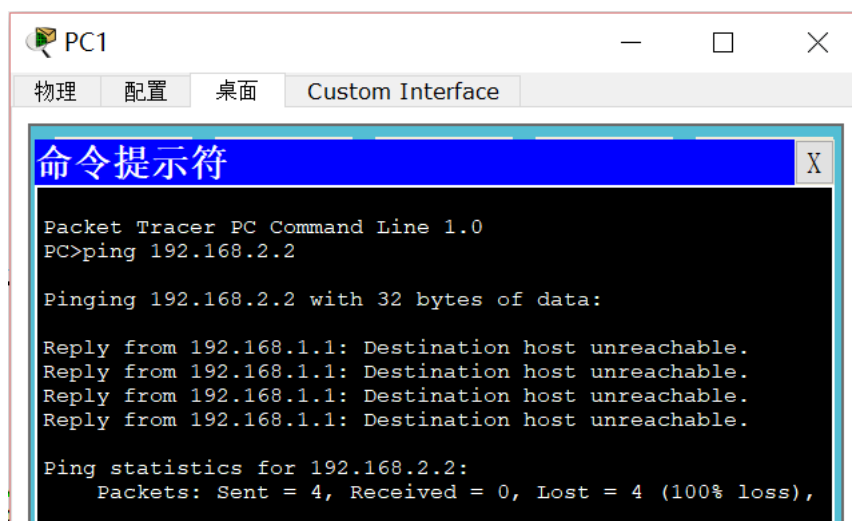 PC1
物理 配置 桌面 Custom Interface
命令提示符 X
Packet Tracer PC Command Line 1.0
PC>ping 192.168.2.2
Pinging 192.168.2.2 with 32 bytes of data:
Reply from 192.168.1.1: Destination host unreachable.
Reply from 192.168.1.1: Destination host unreachable.
Reply from 192.168.1.1: Destination host unreachable.
Reply from 192.168.1.1: Destination host unreachable.
Ping statistics for 192.168.2.2:
Packets: Sent = 4, Received = 0, Lost = 4 (100% loss),